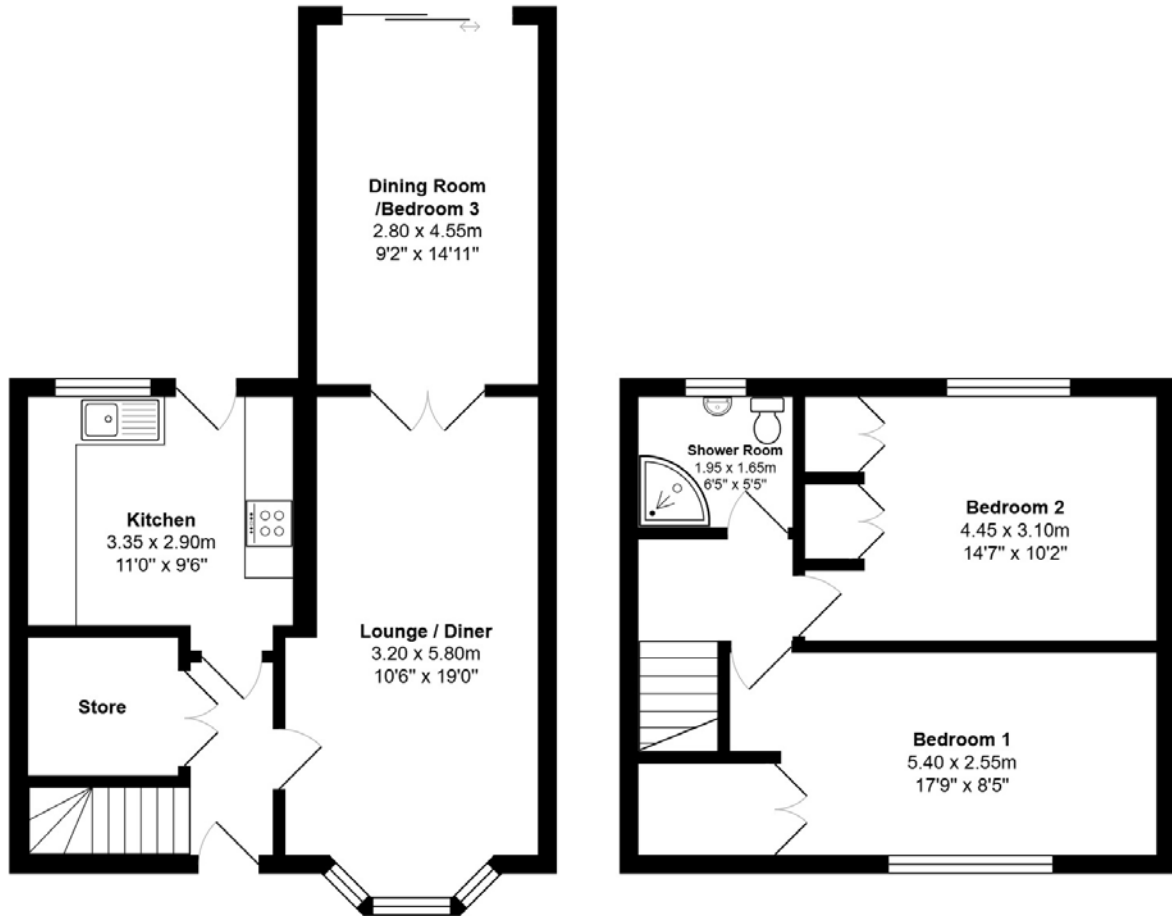 Dining Room
/Bedroom 3
2.80 x 4.55m
9'2" x 14'11"
Kitchen
3.35 x 2.90m
11'0" x 9'6"
Lounge / Diner
3.20 x 5.80m
10'6" x 19'0"
Store
Shower Room
1.95 x 1.65m
6'5" x 5'5"
Bedroom 2
4.45 x 3.10m
14'7" x 10'2"
Bedroom 1
5.40 x 2.55m
17'9" x 8'5"